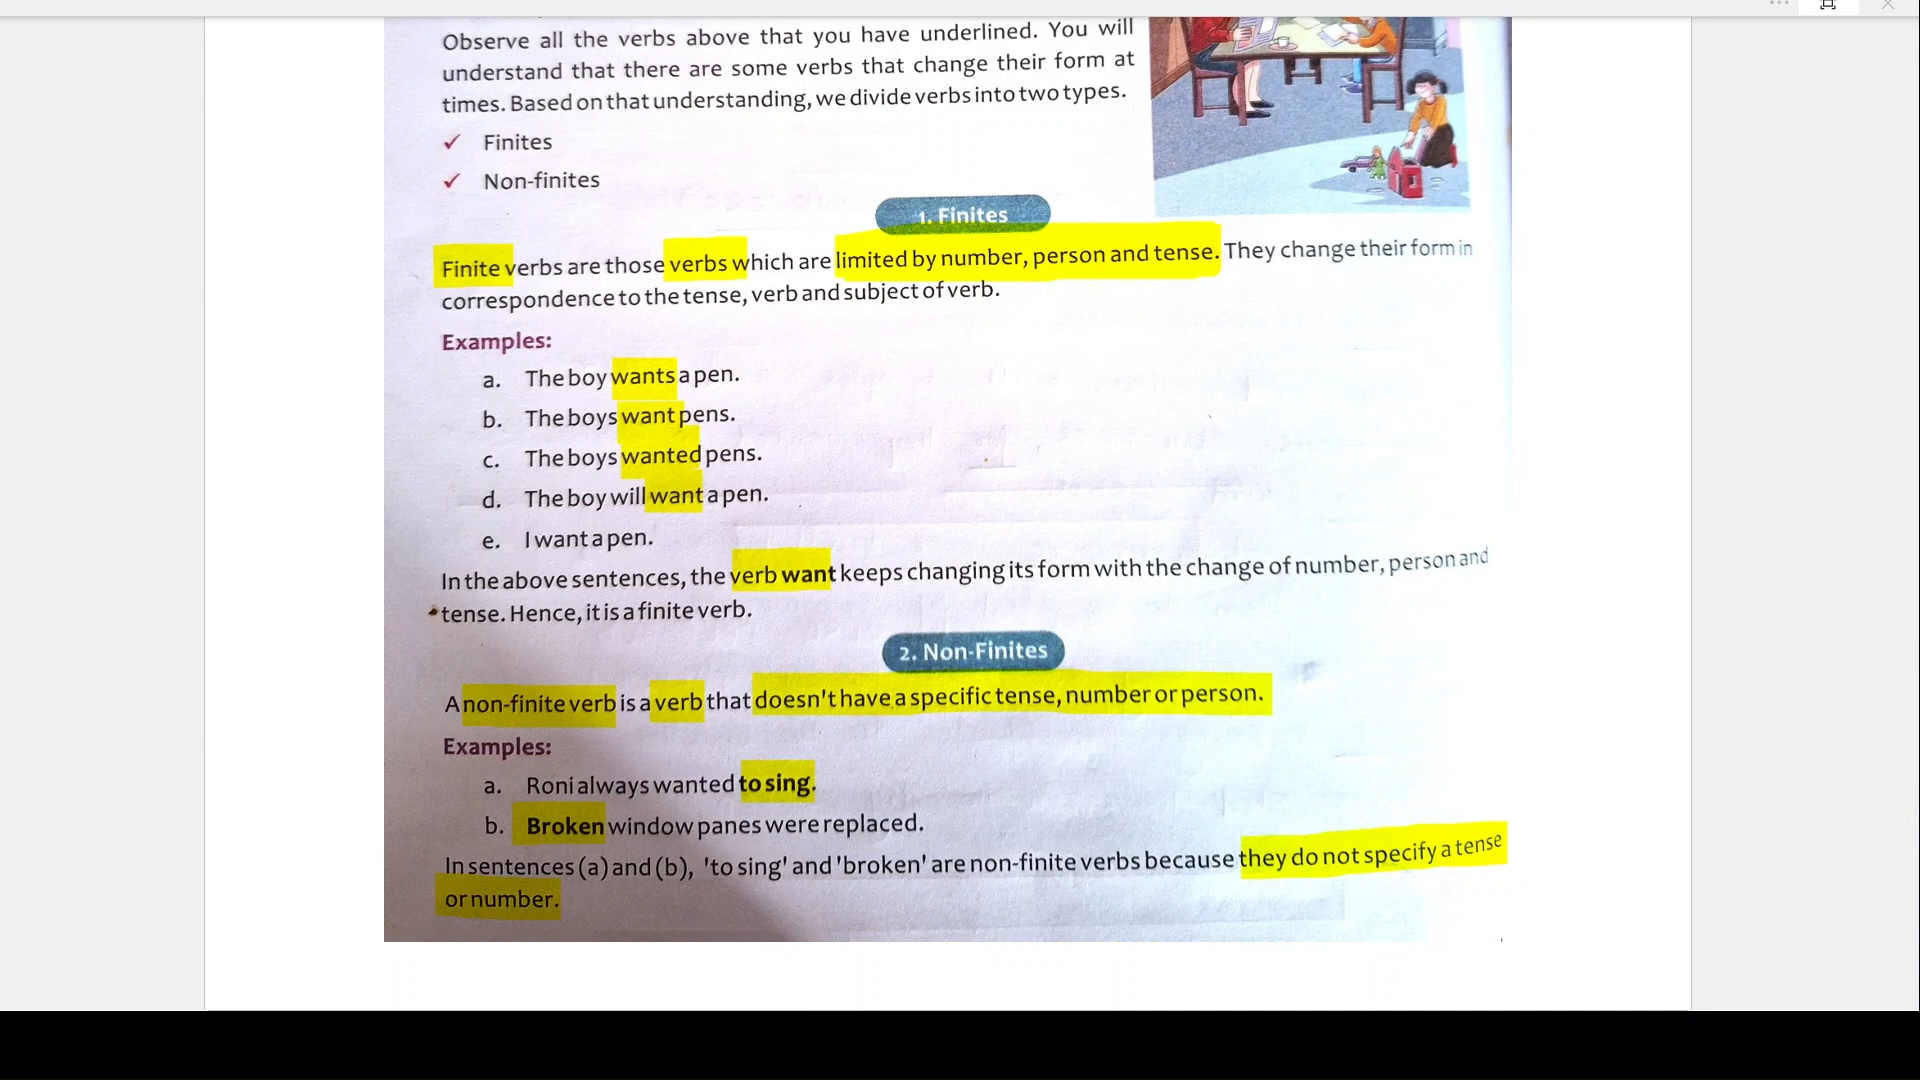 Observe all the verbs above that you have underlined. You will
understand that there are some verbs that change their form at
times. Based on that understanding, we divide verbs into two types.
✓ Finites
✓ Non-finites
1. Finites
Finite verbs are those verbs which are limited by number, person and tense. They change their form in
correspondence to the tense, verb and subject of verb.
Examples:
a. The boy wants a pen.
b. The boys want pens.
c. The boys wanted pens.
d. The boy will want a pen.
e. I want a pen.
In the above sentences, the verb want keeps changing its form with the change of number, person and
tense. Hence, it is a finite verb.
2. Non-Finites
A non-finite verb is a verb that doesn't have a specific tense, number or person.
Examples:
a. Roni always wanted to sing.
b. Broken window panes were replaced.
In sentences (a) and (b), 'to sing' and 'broken' are non-finite verbs because they do not specify a tense
or number.